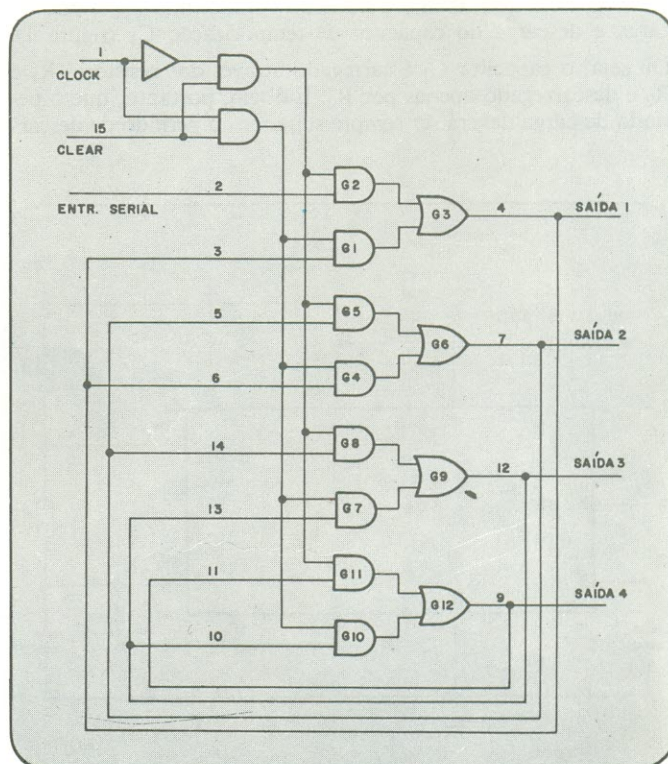 1
CLOCK
15
CLEAR
2
ENTR. SERIAL
G2
G3
4
SAÍDA 1
3
G1
5
G5
G6
7
SAÍDA 2
6
G4
14
G8
G9
12
SAÍDA 3
13
G7
11
G11
G12
9
SAÍDA 4
10
G10